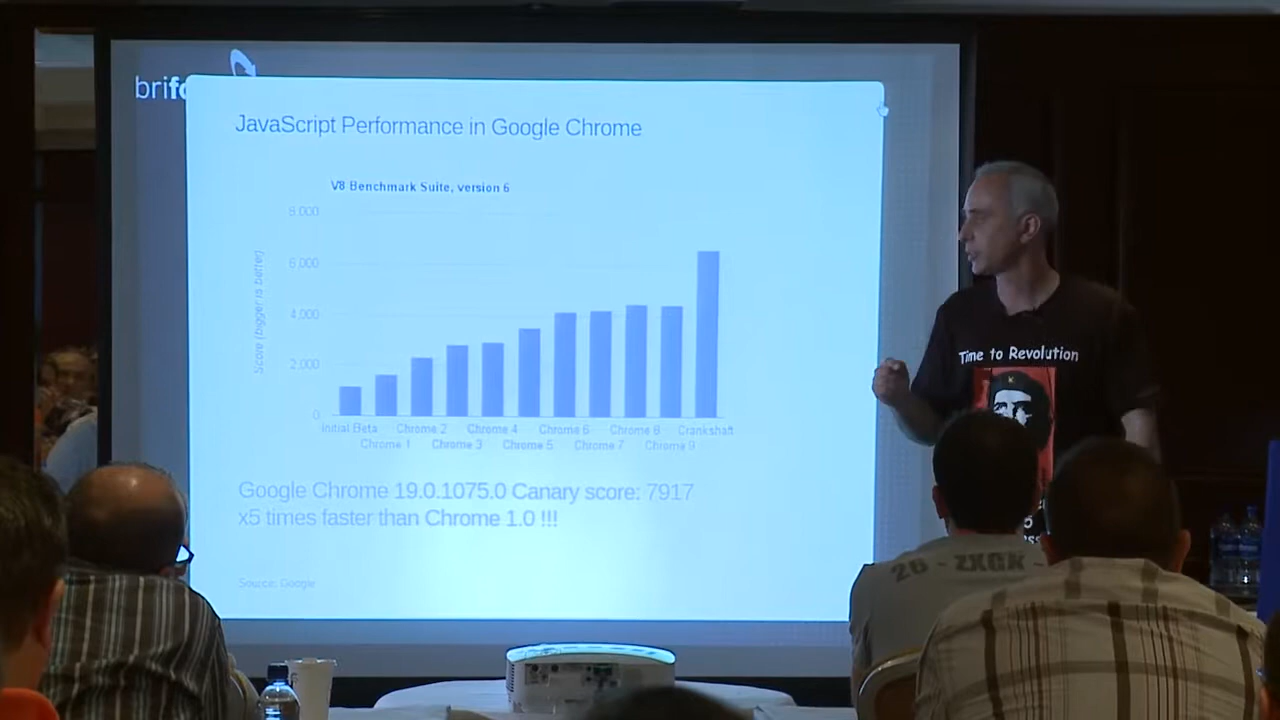 brifo
JavaScript Performance in Google Chrome
V8 Benchmark Suite, version 6
8,000
6,000
4,000
2,000
0
Score (bigger is better)
Initial Beta
Chrome 1
Chrome 2
Chrome 3
Chrome 4
Chrome 5
Chrome 6
Chrome 7
Chrome 8
Chrome 9
Crankshaft
Google Chrome 19.0.1075.0 Canary score: 7917
x5 times faster than Chrome 1.0 !!!
Source: Google
Time to Revolution
26 - ZXGK -